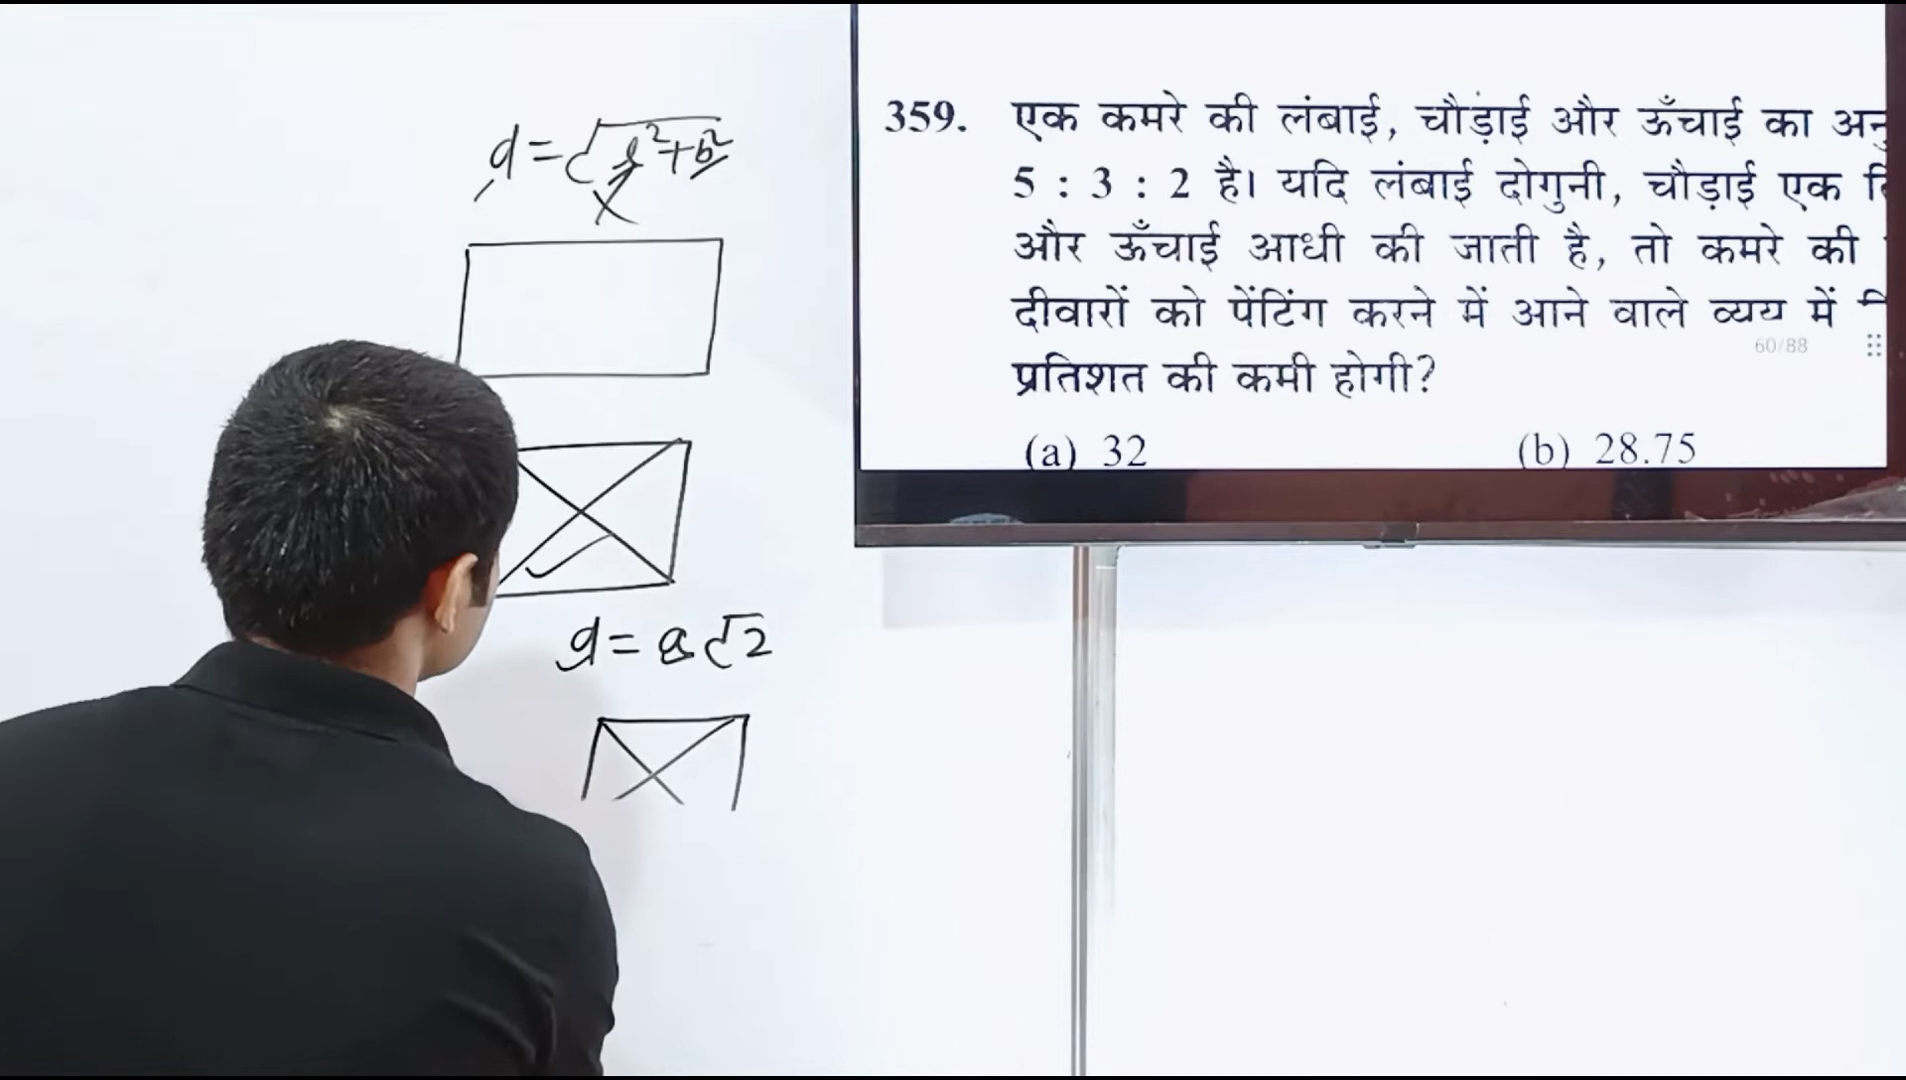 d = √l²+b²
d = a√2
359. एक कमरे की लंबाई, चौड़ाई और ऊँचाई का
5 : 3 : 2 है। यदि लंबाई दोगुनी, चौड़ाई एक
और ऊँचाई आधी की जाती है, तो कमरे की
दीवारों को पेंटिंग करने में आने वाले व्यय में
60/88
प्रतिशत की कमी होगी?
(a) 32 (b) 28.75